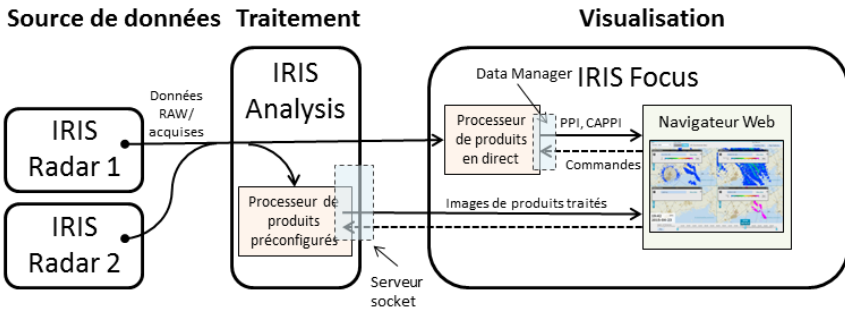 Source de données
Traitement
Visualisation
IRIS
Radar 1
IRIS
Radar 2
Données
RAW/
acquises
IRIS
Analysis
Processeur de
produits
préconfigurés
Serveur
socket
Data Manager
IRIS Focus
Processeur
de produits
en direct
PPI, CAPPI
Commandes
Images de produits traités
Navigateur Web